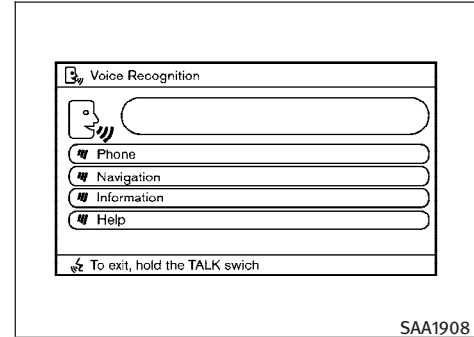 Voice Recognition
Phone
Navigation
Information
Help
To exit, hold the TALK swich
SAA1908